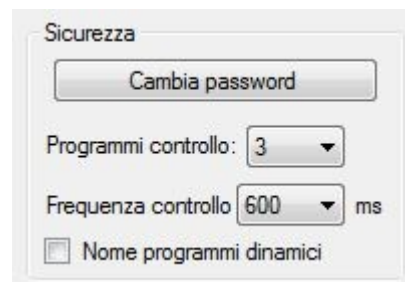 Sicurezza
Cambia password
Programmi controllo: 3
Frequenza controllo 600 ms
Nome programmi dinamici